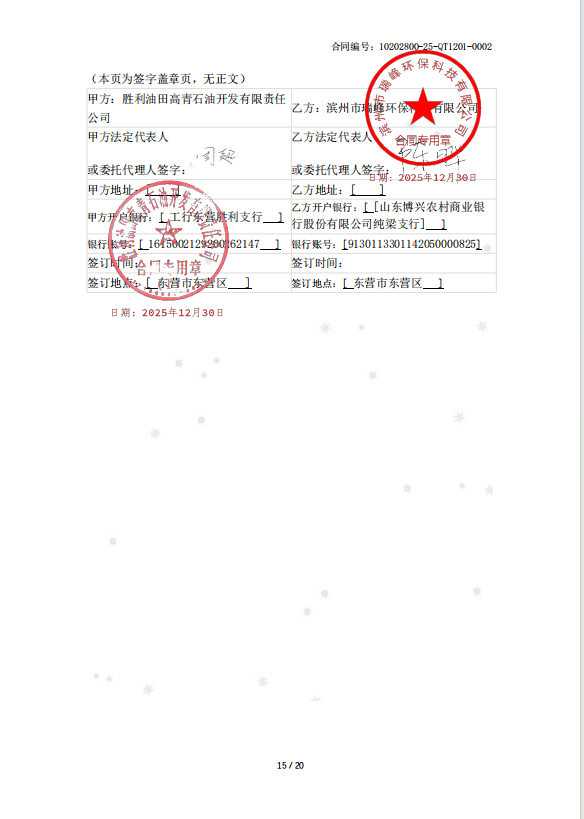 合同编号：10202800-25-QT1201-0002
（本页为签字盖章页，无正文）
甲方：胜利油田高青石油开发有限责任
公司
乙方：滨州市瑞峰环保科技有限公司
甲方法定代表人
或委托代理人签字：
乙方法定代表人
或委托代理人签字：
甲方地址：[ ]
乙方地址：[ ]
甲方开户银行：[ 工行东营胜利支行 ]
乙方开户银行：[ [山东博兴农村商业银
行股份有限公司纯梁支行] ]
银行账号：[ 1615002129200262147 ]
银行账号：[9130113301142050000825]
签订时间：
签订时间：
签订地点：[ 东营市东营区 ]
签订地点：[ 东营市东营区 ]
滨州市瑞峰环保科技有限公司
合同专用章
日期：2025年12月30日
合同专用章
日期：2025年12月30日
15 / 20